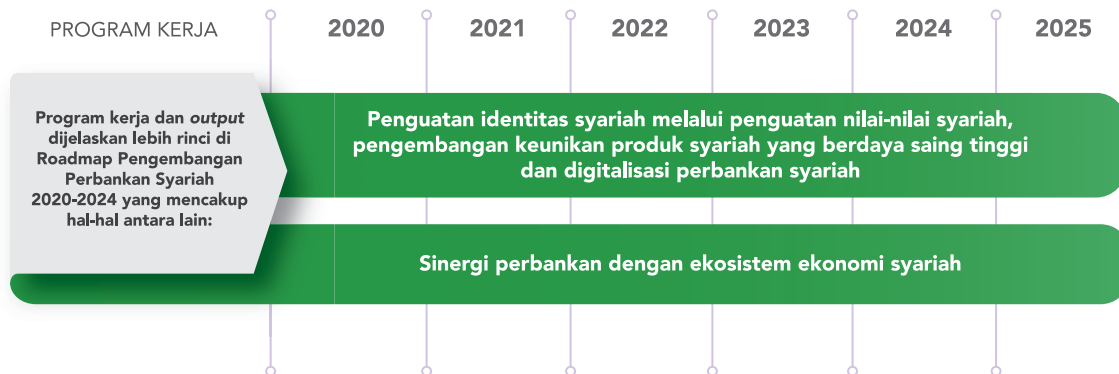 PROGRAM KERJA 2020 2021 2022 2023 2024 2025
Program kerja dan output
dijelaskan lebih rinci di
Roadmap Pengembangan
Perbankan Syariah
2020-2024 yang mencakup
hal-hal antara lain:
Penguatan identitas syariah melalui penguatan nilai-nilai syariah,
pengembangan keunikan produk syariah yang berdaya saing tinggi
dan digitalisasi perbankan syariah
Sinergi perbankan dengan ekosistem ekonomi syariah